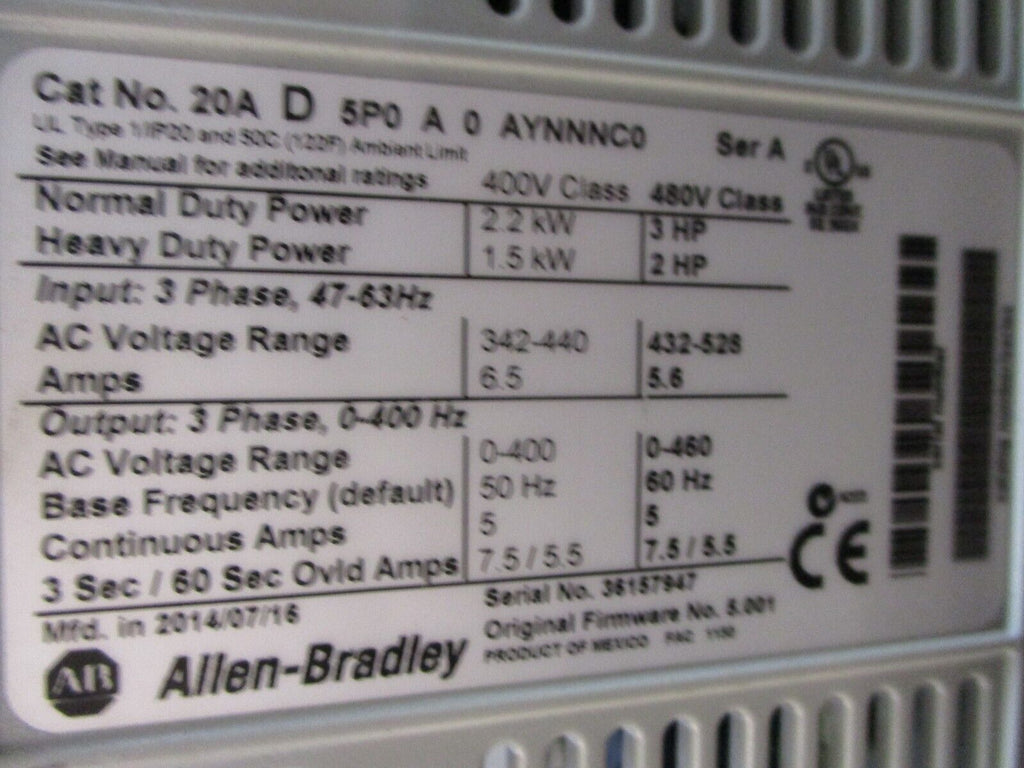 Cat No. 20A D 5P0 A 0 AYNNNC0 Ser A
UL Type 1/IP20 and 50C (122F) Ambient Limit
See Manual for additonal ratings 400V Class 480V Class
Normal Duty Power 2.2 kW 3 HP
Heavy Duty Power 1.5 kW 2 HP
Input: 3 Phase, 47-63Hz
AC Voltage Range 342-440 432-528
Amps 6.5 5.6
Output: 3 Phase, 0-400 Hz
AC Voltage Range 0-400 0-460
Base Frequency (default) 50 Hz 60 Hz
Continuous Amps 5 5
3 Sec / 60 Sec Ovld Amps 7.5 / 5.5 7.5 / 5.5
Mfd. in 2014/07/16 Serial No. 36157947
Original Firmware No. 5.001
PRODUCT OF MEXICO FAC
AB Allen-Bradley
UL
LISTED
CE